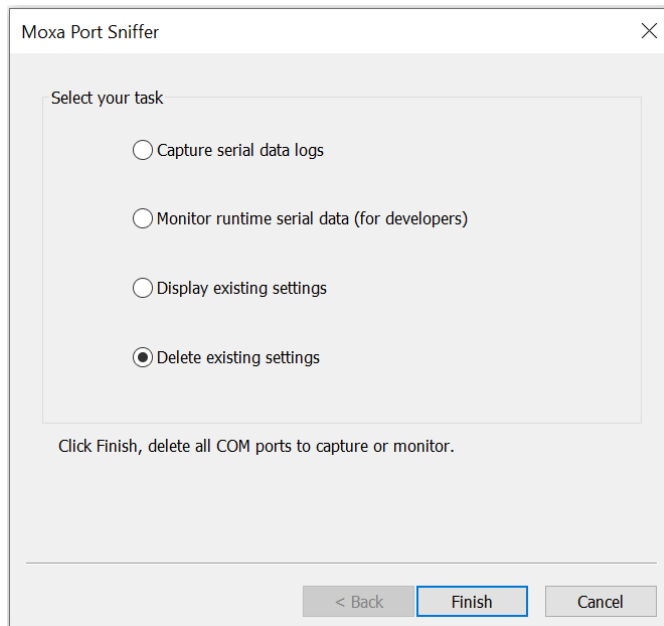 Moxa Port Sniffer
Select your task
Capture serial data logs
Monitor runtime serial data (for developers)
Display existing settings
Delete existing settings
Click Finish, delete all COM ports to capture or monitor.
< Back
Finish
Cancel